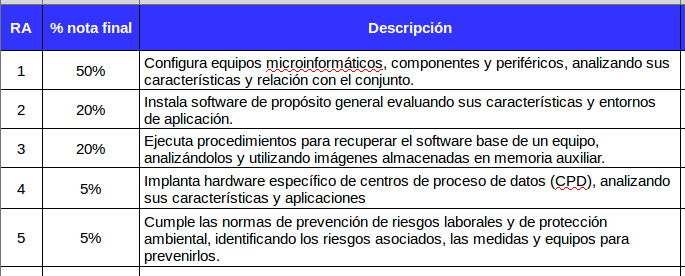 RA % nota final Descripción
1 50% Configura equipos microinformáticos, componentes y periféricos, analizando sus
características y relación con el conjunto.
2 20% Instala software de propósito general evaluando sus características y entornos
de aplicación.
3 20% Ejecuta procedimientos para recuperar el software base de un equipo,
analizándolos y utilizando imágenes almacenadas en memoria auxiliar.
4 5% Implanta hardware específico de centros de proceso de datos (CPD), analizando
sus características y aplicaciones
5 5% Cumple las normas de prevención de riesgos laborales y de protección
ambiental, identificando los riesgos asociados, las medidas y equipos para
prevenirlos.